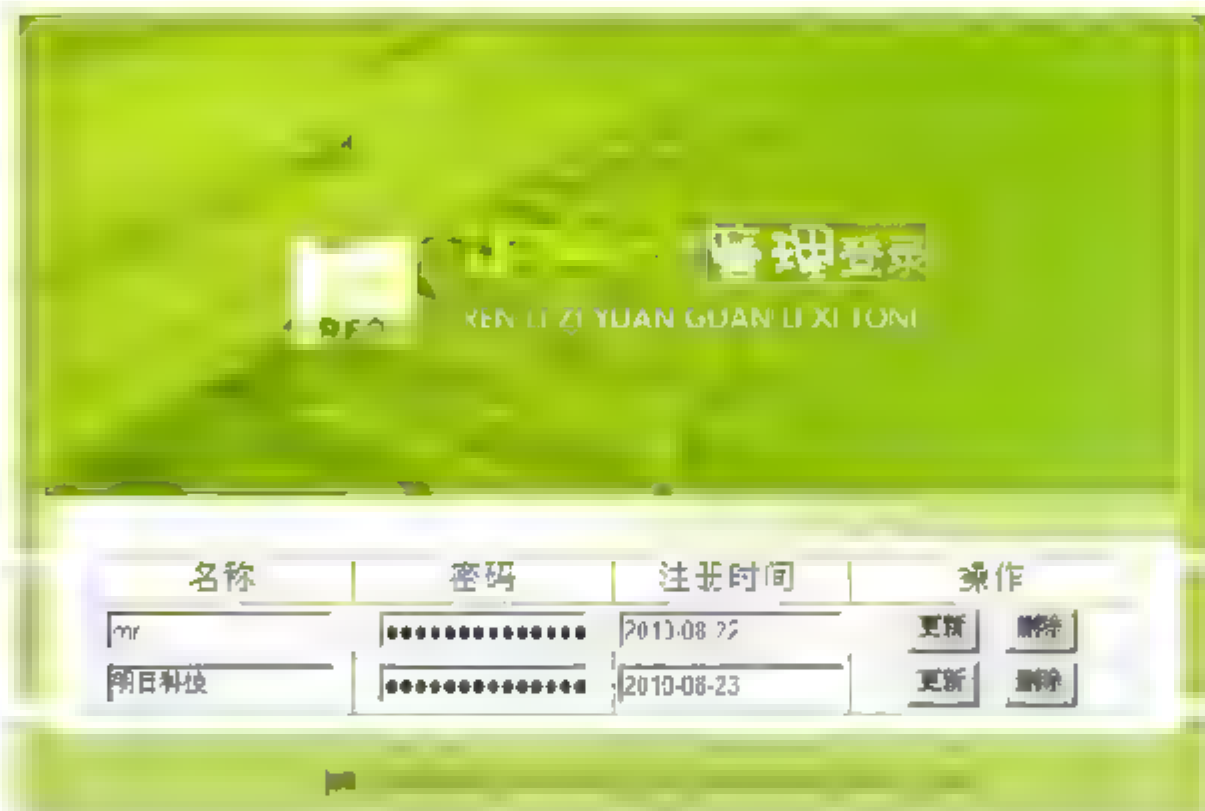 登录
REN LI ZI YUAN GUAN LI XI TONG
名称 密码 注册时间 操作
mr ●●●●●●●●●●●●●● 2010-08-22 更新 删除
明日科技 ●●●●●●●●●●●●●● 2010-08-23 更新 删除